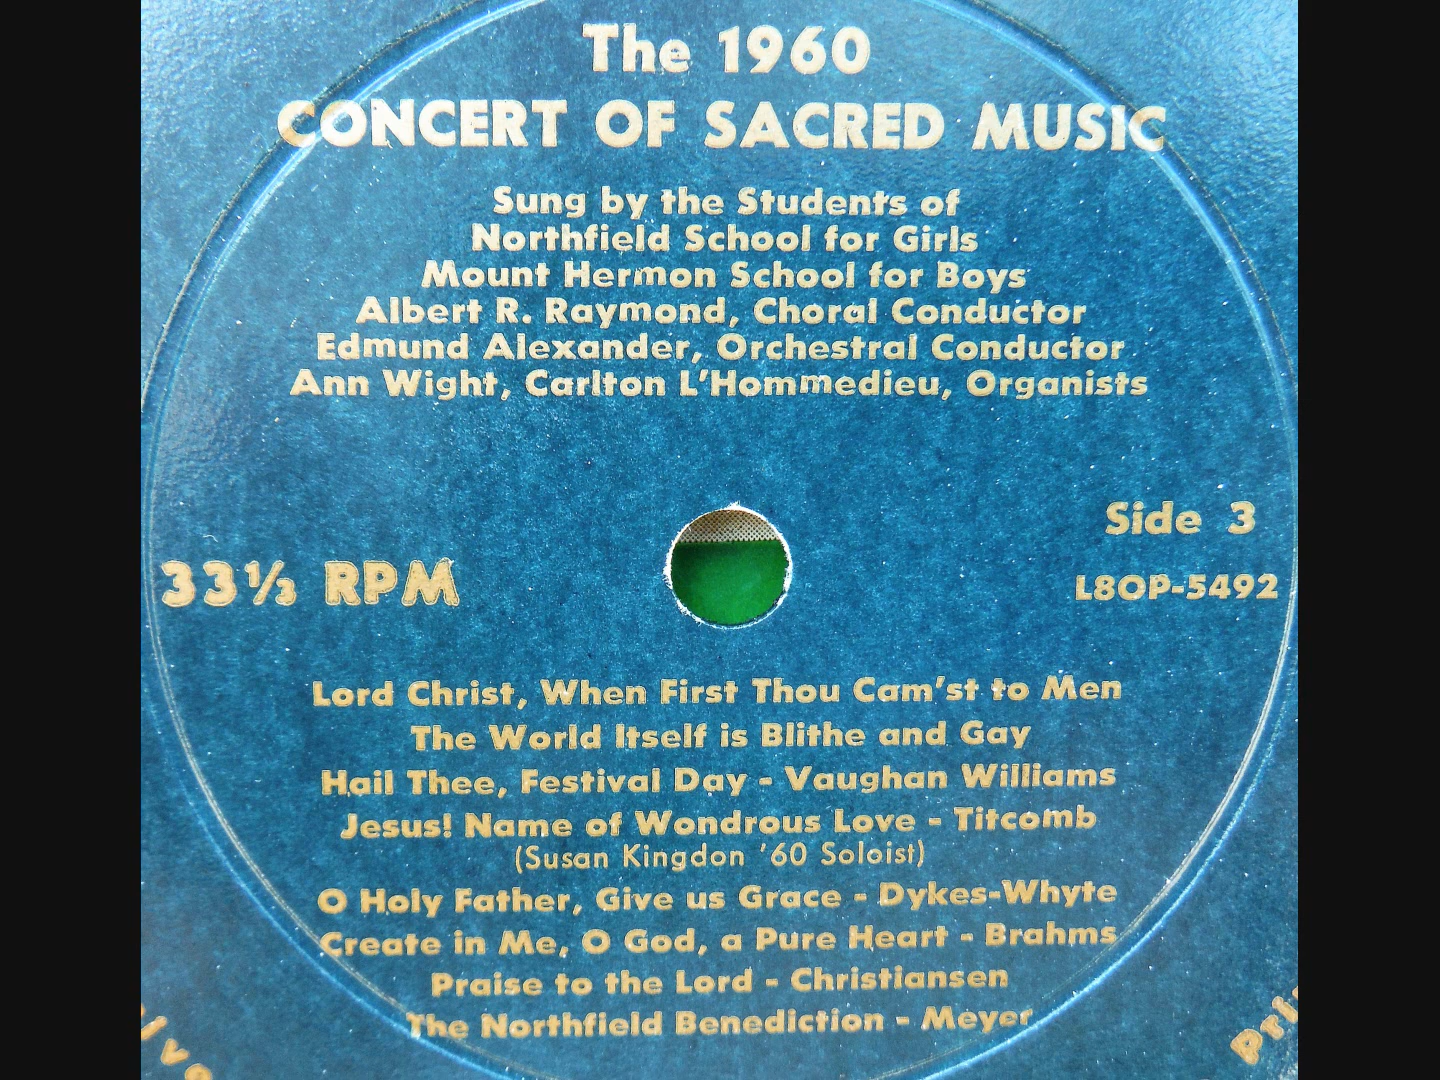 The 1960
CONCERT OF SACRED MUSIC
Sung by the Students of
Northfield School for Girls
Mount Hermon School for Boys
Albert R. Raymond, Choral Conductor
Edmund Alexander, Orchestral Conductor
Ann Wight, Carlton L'Hommedieu, Organists
Side 3
33⅓ RPM
L8OP-5492
Lord Christ, When First Thou Cam'st to Men
The World Itself is Blithe and Gay
Hail Thee, Festival Day - Vaughan Williams
Jesus! Name of Wondrous Love - Titcomb
(Susan Kingdon '60 Soloist)
O Holy Father, Give us Grace - Dykes-Whyte
Create in Me, O God, a Pure Heart - Brahms
Praise to the Lord - Christiansen
The Northfield Benediction - Meyer